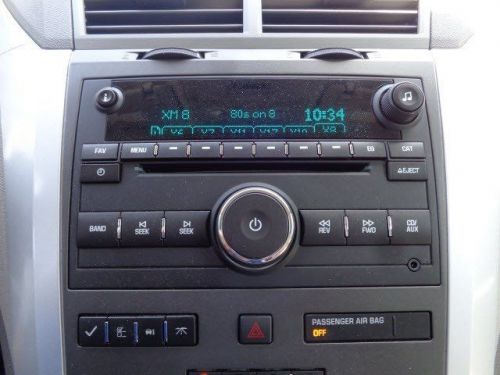 XM 8 80s on 8 10:34
FAV MENU EQ CAT
EJECT
BAND SEEK SEEK REV FWD CD/AUX
PASSENGER AIR BAG
OFF